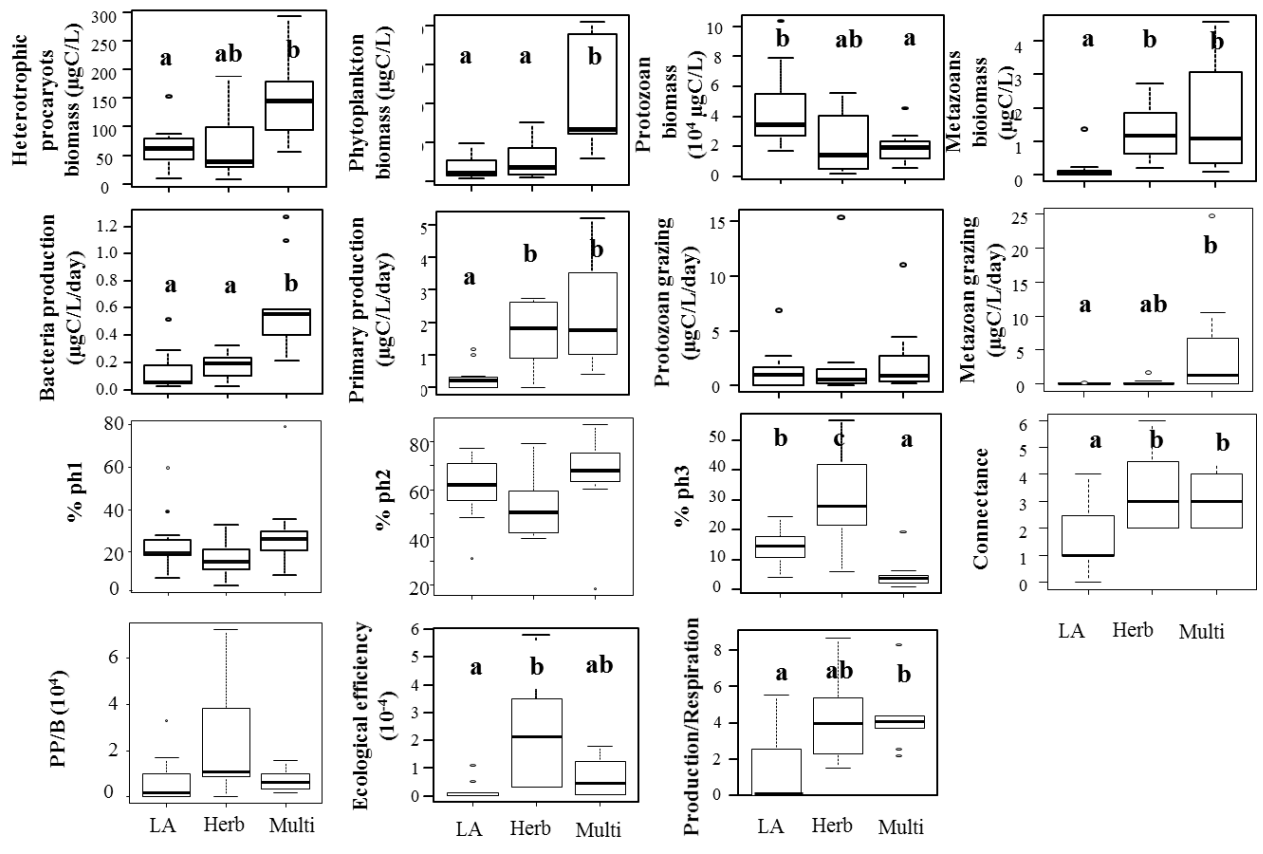 Heterotrophic
procaryots
biomass (µgC/L)
300
250
200
150
100
50
0
a
ab
b
Phytoplankton
biomass (µgC/L)
a
a
b
Protozoan
biomass
(10⁴ µgC/L)
10
8
6
4
2
0
b
ab
a
Metazoans
bioiomass
(µgC/L)
4
3
2
1
0
a
b
b
Bacteria production
(µgC/L/day)
1.2
1.0
0.8
0.6
0.4
0.2
0.0
a
a
b
Primary production
(µgC/L/day)
5
4
3
2
1
0
a
b
b
Protozoan grazing
(µgC/L/day)
15
10
5
0
Metazoan grazing
(µgC/L/day)
25
20
15
10
5
0
a
ab
b
% ph1
80
60
40
20
0
% ph2
80
60
40
20
% ph3
50
40
30
20
10
0
b
c
a
Connectance
6
5
4
3
2
1
0
a
b
b
LA
Herb
Multi
PP/B (10⁴)
6
4
2
0
LA
Herb
Multi
Ecological efficiency
(10⁻⁴)
6
5
4
3
2
1
0
a
b
ab
LA
Herb
Multi
Production/Respiration
8
6
4
2
0
a
ab
b
LA
Herb
Multi